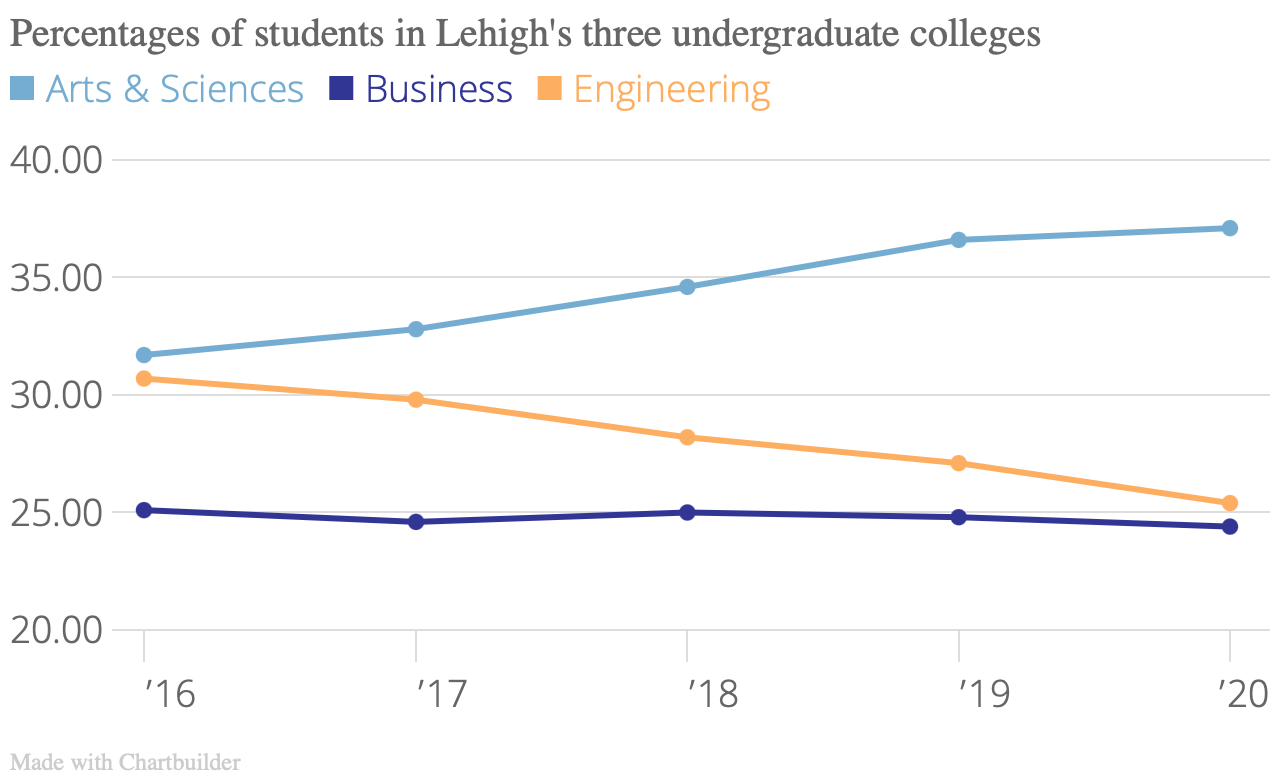 Percentages of students in Lehigh's three undergraduate colleges
Arts & Sciences Business Engineering
40.00
35.00
30.00
25.00
20.00
’16 ’17 ’18 ’19 ’20
Made with Chartbuilder